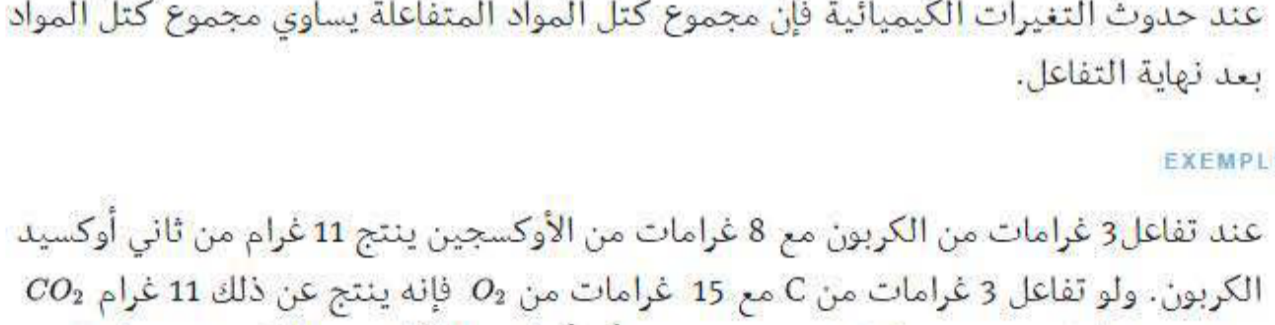 عند حدوث التغيرات الكيميائية فإن مجموع كتل المواد المتفاعلة يساوي مجموع كتل المواد
بعد نهاية التفاعل.
EXEMPL
عند تفاعل3 غرامات من الكربون مع 8 غرامات من الأوكسجين ينتج 11 غرام من ثاني أوكسيد
الكربون. ولو تفاعل 3 غرامات من C مع 15 غرامات من O₂ فإنه ينتج عن ذلك 11 غرام CO₂